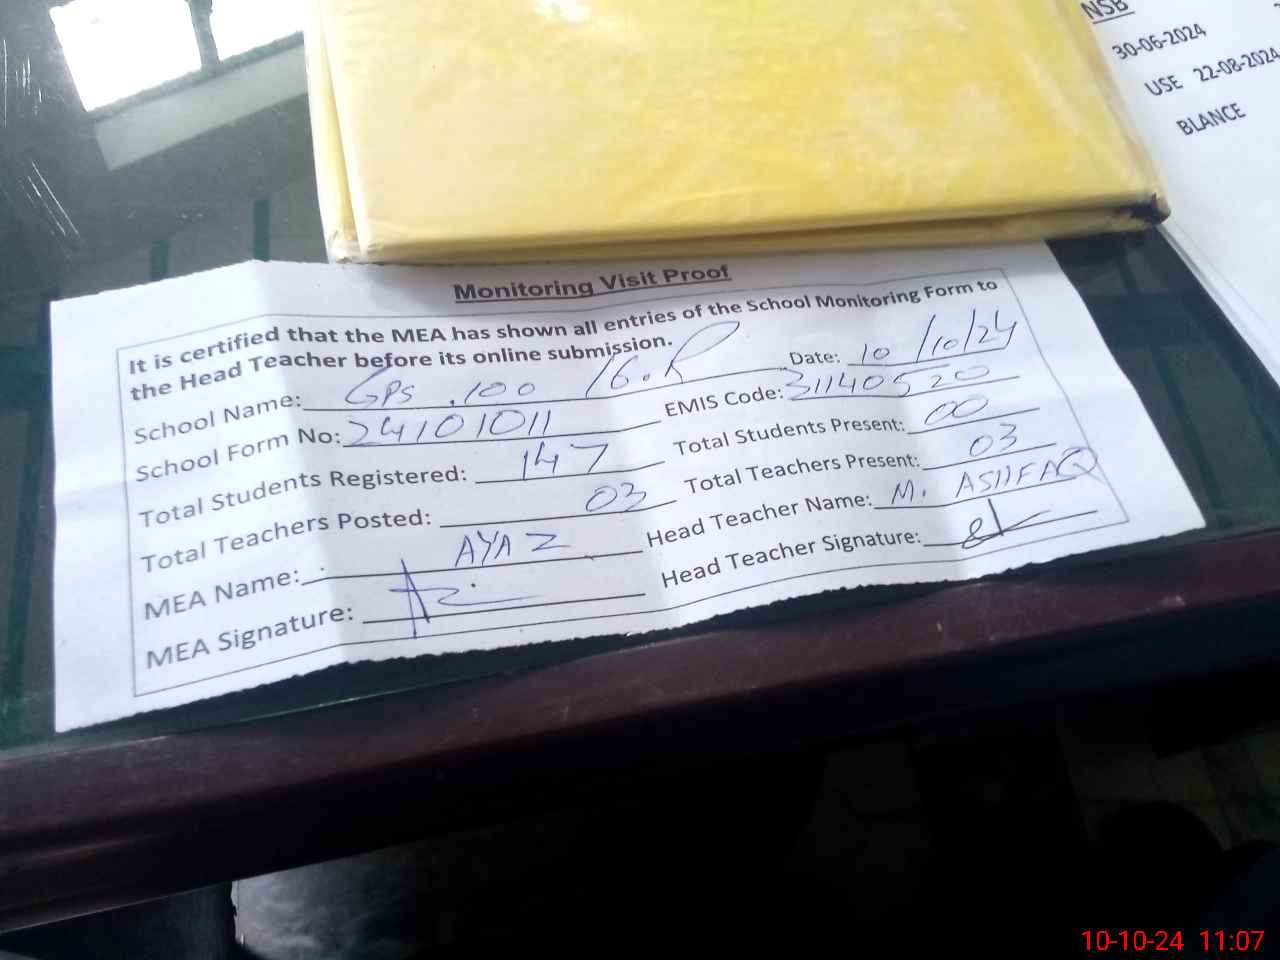 NSB
30-06-2024
USE 22-08-2024
BLANCE
Monitoring Visit Proof
It is certified that the MEA has shown all entries of the School Monitoring Form to
the Head Teacher before its online submission.
Date: 10/10/24
School Name: GPS .100 16.R
EMIS Code: 31140520
School Form No: 24101011
Total Students Present: 00
Total Students Registered: 147
Total Teachers Present: 03
Total Teachers Posted: 03
Head Teacher Name: M. ASHFAQ
MEA Name: AYAZ
Head Teacher Signature:
MEA Signature:
10-10-24 11:07